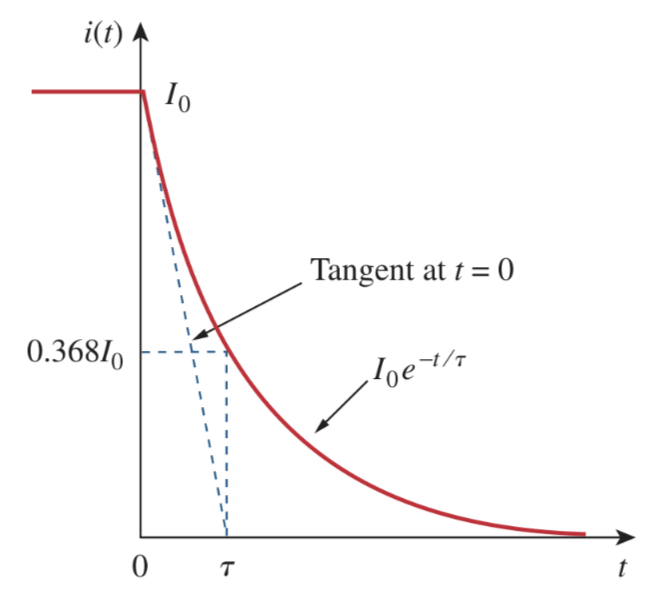 i(t)
I₀
Tangent at t = 0
0.368I₀
I₀e^{−t/τ}
0
τ
t